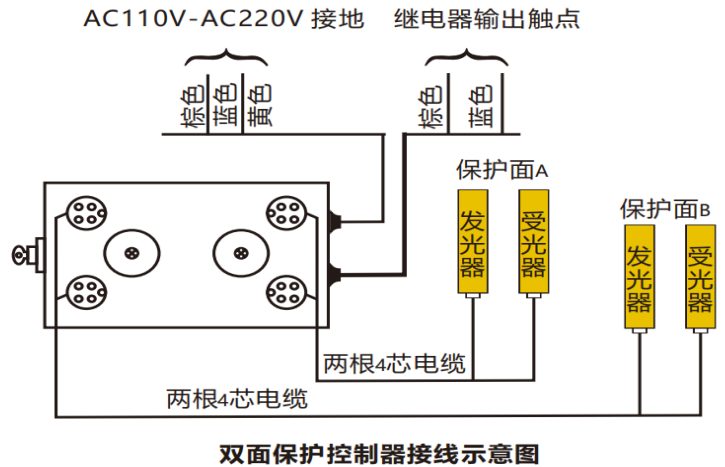 AC110V-AC220V 接地
继电器输出触点
棕色
蓝色
黄色
棕色
蓝色
保护面A
保护面B
发光器
受光器
发光器
受光器
两根4芯电缆
两根4芯电缆
双面保护控制器接线示意图